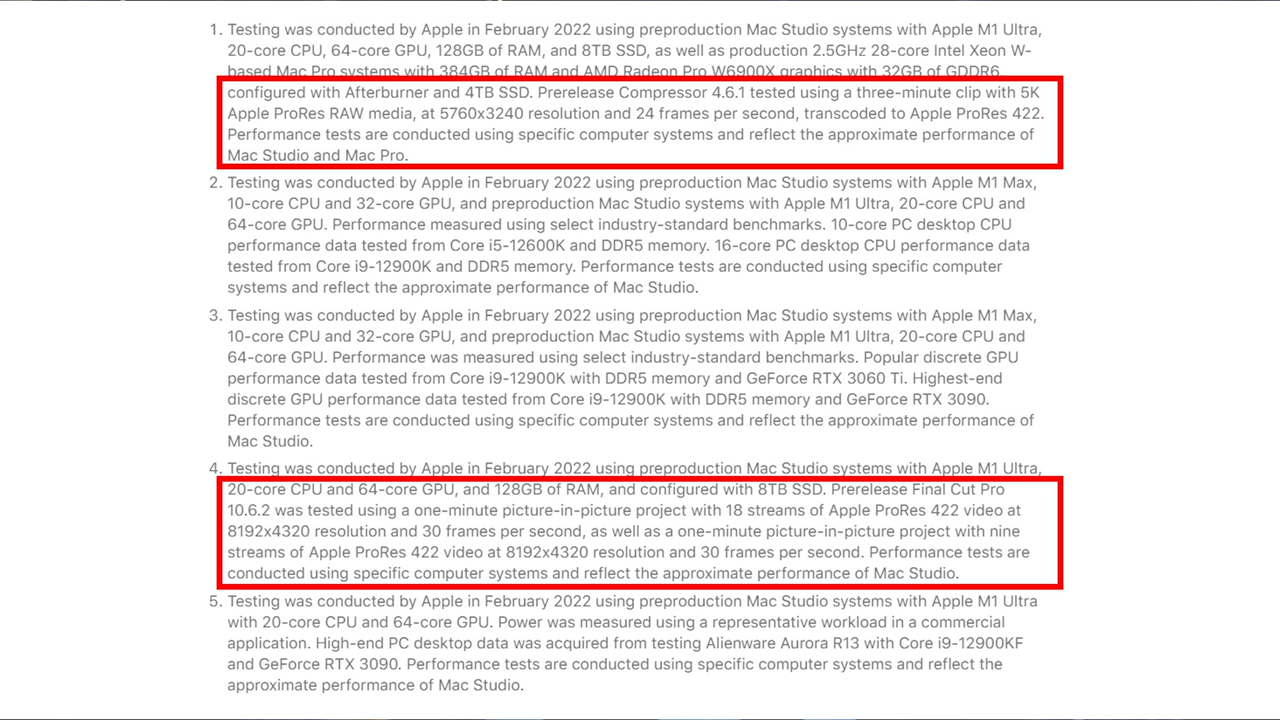 1. Testing was conducted by Apple in February 2022 using preproduction Mac Studio systems with Apple M1 Ultra,
20-core CPU, 64-core GPU, 128GB of RAM, and 8TB SSD, as well as production 2.5GHz 28-core Intel Xeon W-
based Mac Pro systems with 384GB of RAM and AMD Radeon Pro W6900X graphics with 32GB of GDDR6,
configured with Afterburner and 4TB SSD. Prerelease Compressor 4.6.1 tested using a three-minute clip with 5K
Apple ProRes RAW media, at 5760x3240 resolution and 24 frames per second, transcoded to Apple ProRes 422.
Performance tests are conducted using specific computer systems and reflect the approximate performance of
Mac Studio and Mac Pro.
2. Testing was conducted by Apple in February 2022 using preproduction Mac Studio systems with Apple M1 Max,
10-core CPU and 32-core GPU, and preproduction Mac Studio systems with Apple M1 Ultra, 20-core CPU and
64-core GPU. Performance measured using select industry-standard benchmarks. 10-core PC desktop CPU
performance data tested from Core i5-12600K and DDR5 memory. 16-core PC desktop CPU performance data
tested from Core i9-12900K and DDR5 memory. Performance tests are conducted using specific computer
systems and reflect the approximate performance of Mac Studio.
3. Testing was conducted by Apple in February 2022 using preproduction Mac Studio systems with Apple M1 Max,
10-core CPU and 32-core GPU, and preproduction Mac Studio systems with Apple M1 Ultra, 20-core CPU and
64-core GPU. Performance was measured using select industry-standard benchmarks. Popular discrete GPU
performance data tested from Core i9-12900K with DDR5 memory and GeForce RTX 3060 Ti. Highest-end
discrete GPU performance data tested from Core i9-12900K with DDR5 memory and GeForce RTX 3090.
Performance tests are conducted using specific computer systems and reflect the approximate performance of
Mac Studio.
4. Testing was conducted by Apple in February 2022 using preproduction Mac Studio systems with Apple M1 Ultra,
20-core CPU and 64-core GPU, and 128GB of RAM, and configured with 8TB SSD. Prerelease Final Cut Pro
10.6.2 was tested using a one-minute picture-in-picture project with 18 streams of Apple ProRes 422 video at
8192x4320 resolution and 30 frames per second, as well as a one-minute picture-in-picture project with nine
streams of Apple ProRes 422 video at 8192x4320 resolution and 30 frames per second. Performance tests are
conducted using specific computer systems and reflect the approximate performance of Mac Studio.
5. Testing was conducted by Apple in February 2022 using preproduction Mac Studio systems with Apple M1 Ultra
with 20-core CPU and 64-core GPU. Power was measured using a representative workload in a commercial
application. High-end PC desktop data was acquired from testing Alienware Aurora R13 with Core i9-12900KF
and GeForce RTX 3090. Performance tests are conducted using specific computer systems and reflect the
approximate performance of Mac Studio.